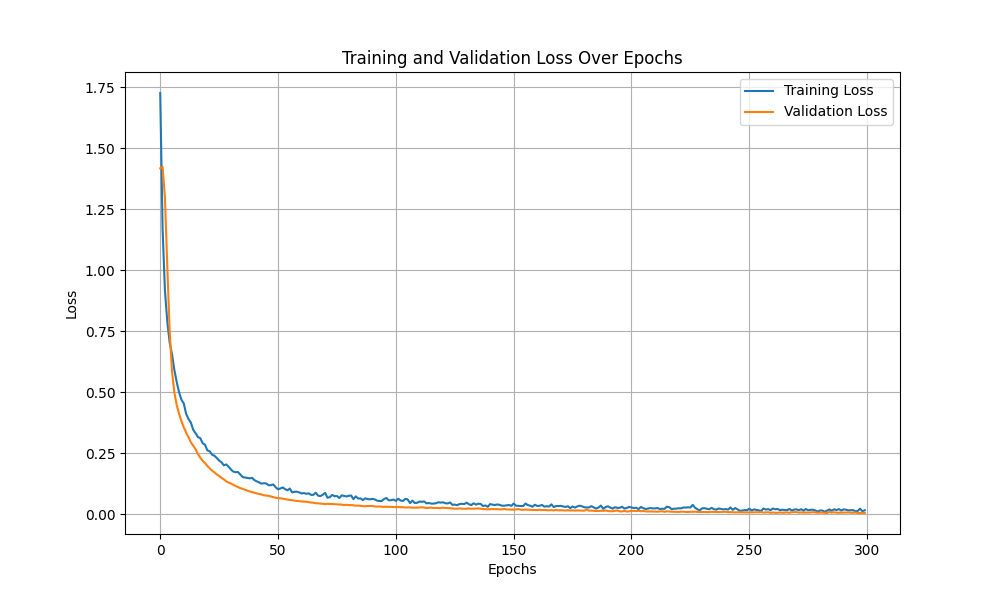 Training and Validation Loss Over Epochs
Training Loss
Validation Loss
1.75
1.50
1.25
1.00
0.75
0.50
0.25
0.00
Loss
0 50 100 150 200 250 300
Epochs